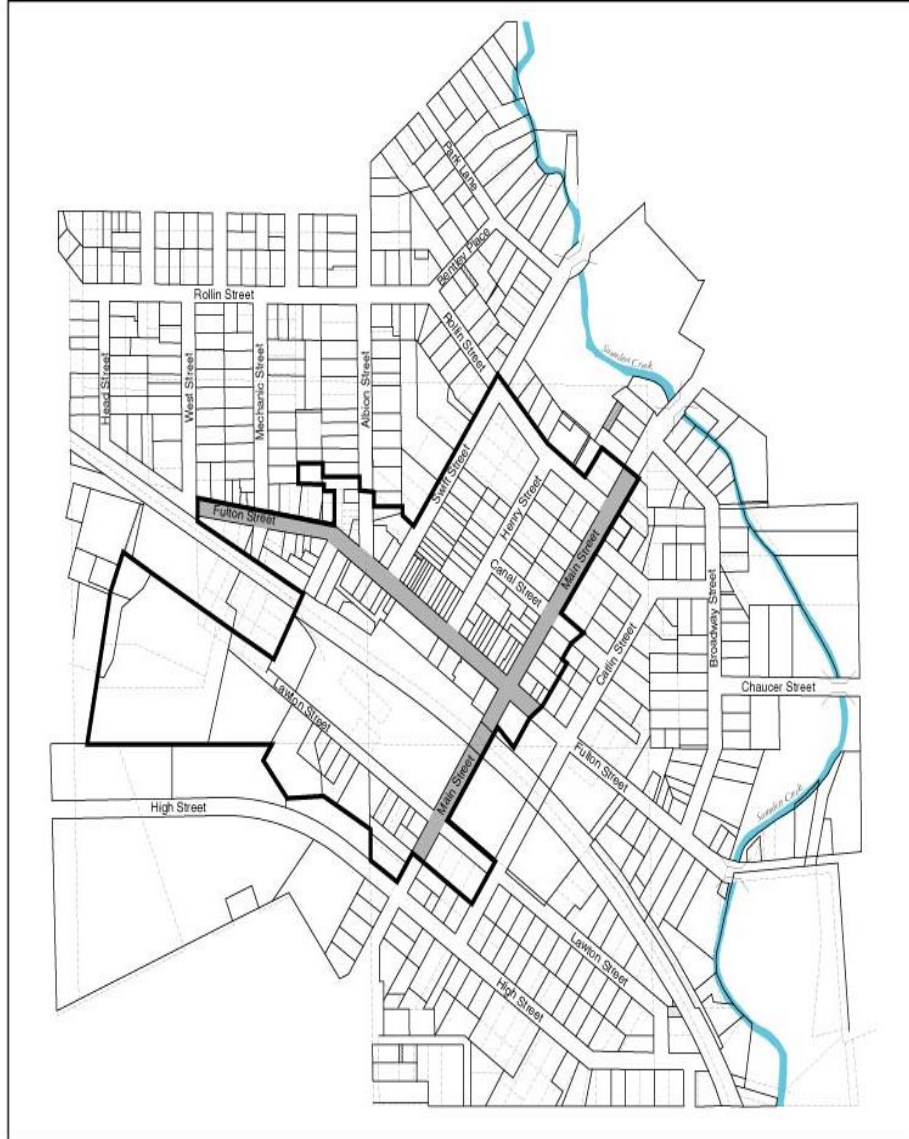 Park Lane
Bentley Place
Rollin Street
Rollin Street
Head Street
West Street
Mechanic Street
Albion Street
Swift Street
Henry Street
Canal Street
Main Street
Fulton Street
Catlin Street
Broadway Street
Chaucer Street
Lawton Street
Main Street
Fulton Street
High Street
Lawton Street
High Street
Creek
Creek